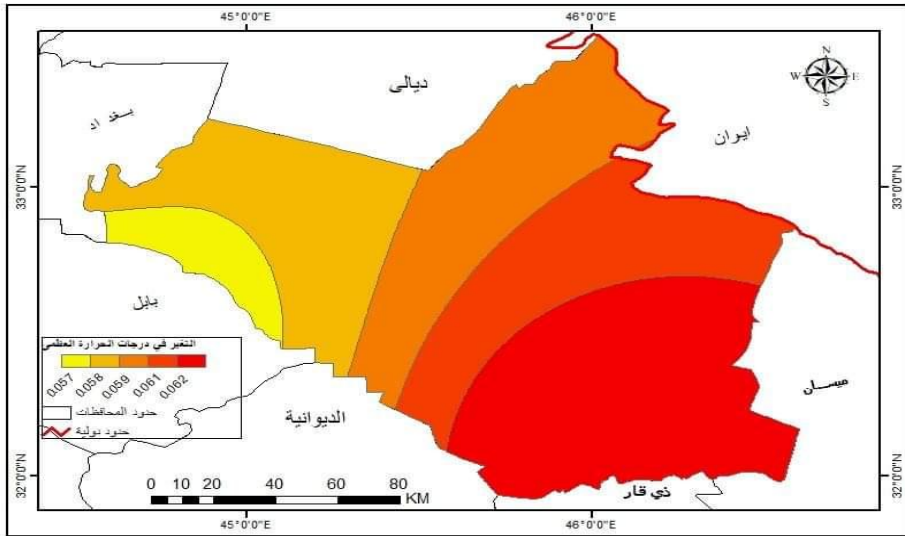 45°0'0"E 46°0'0"E
N
W E
S
ديالى
بغداد
ايران
33°0'0"N 33°0'0"N
بابل
التغير في درجات الحرارة العظمى
0.057 0.058 0.059 0.061 0.062
حدود المحافظات
حدود دولية
الديوانية
ميسان
32°0'0"N 32°0'0"N
ذي قار
0 10 20 40 60 80
KM
45°0'0"E 46°0'0"E